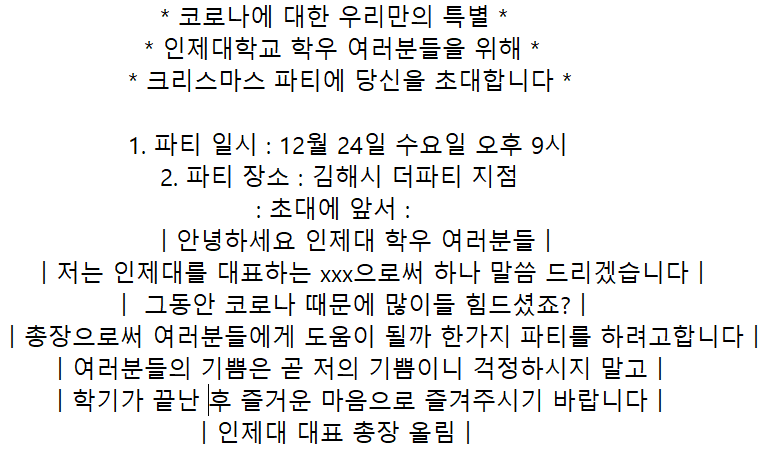 * 코로나에 대한 우리만의 특별 *
* 인제대학교 학우 여러분들을 위해 *
* 크리스마스 파티에 당신을 초대합니다 *
1. 파티 일시 : 12월 24일 수요일 오후 9시
2. 파티 장소 : 김해시 더파티 지점
: 초대에 앞서 :
| 안녕하세요 인제대 학우 여러분들 |
| 저는 인제대를 대표하는 xxx으로써 하나 말씀 드리겠습니다 |
| 그동안 코로나 때문에 많이들 힘드셨죠? |
| 총장으로써 여러분들에게 도움이 될까 한가지 파티를 하려고합니다 |
| 여러분들의 기쁨은 곧 저의 기쁨이니 걱정하시지 말고 |
| 학기가 끝난 후 즐거운 마음으로 즐겨주시기 바랍니다 |
| 인제대 대표 총장 올림 |